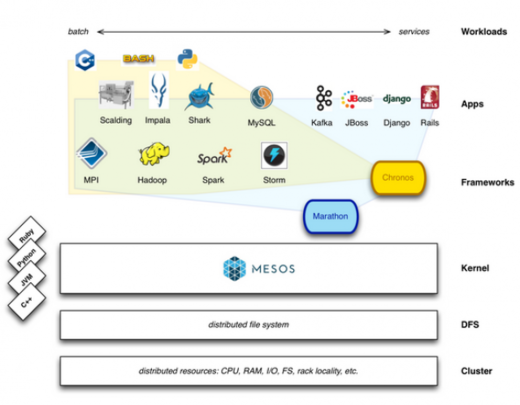 batch
services
Workloads
C++
BASH
Apps
JBoss
django
RAILS
Scalding
Impala
Shark
MySQL
Kafka
JBoss
Django
Rails
Spark
MPI
Hadoop
Spark
Storm
Chronos
Frameworks
Marathon
Ruby
Python
JVM
C++
MESOS
Kernel
distributed file system
DFS
distributed resources: CPU, RAM, I/O, FS, rack locality, etc.
Cluster